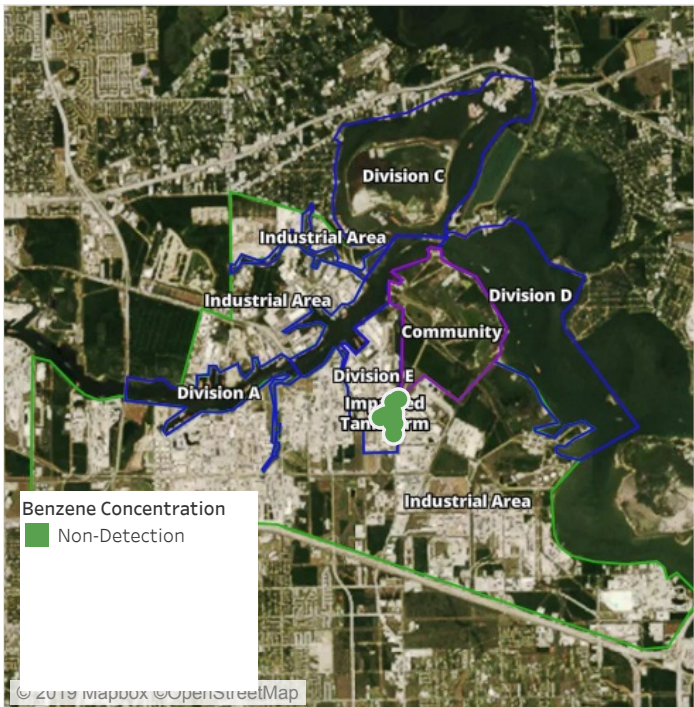 Division C
Industrial Area
Division D
Industrial Area
Community
Division E
Division A
Industrial Area
Benzene Concentration
Non-Detection
© 2019 Mapbox ©OpenStreetMap